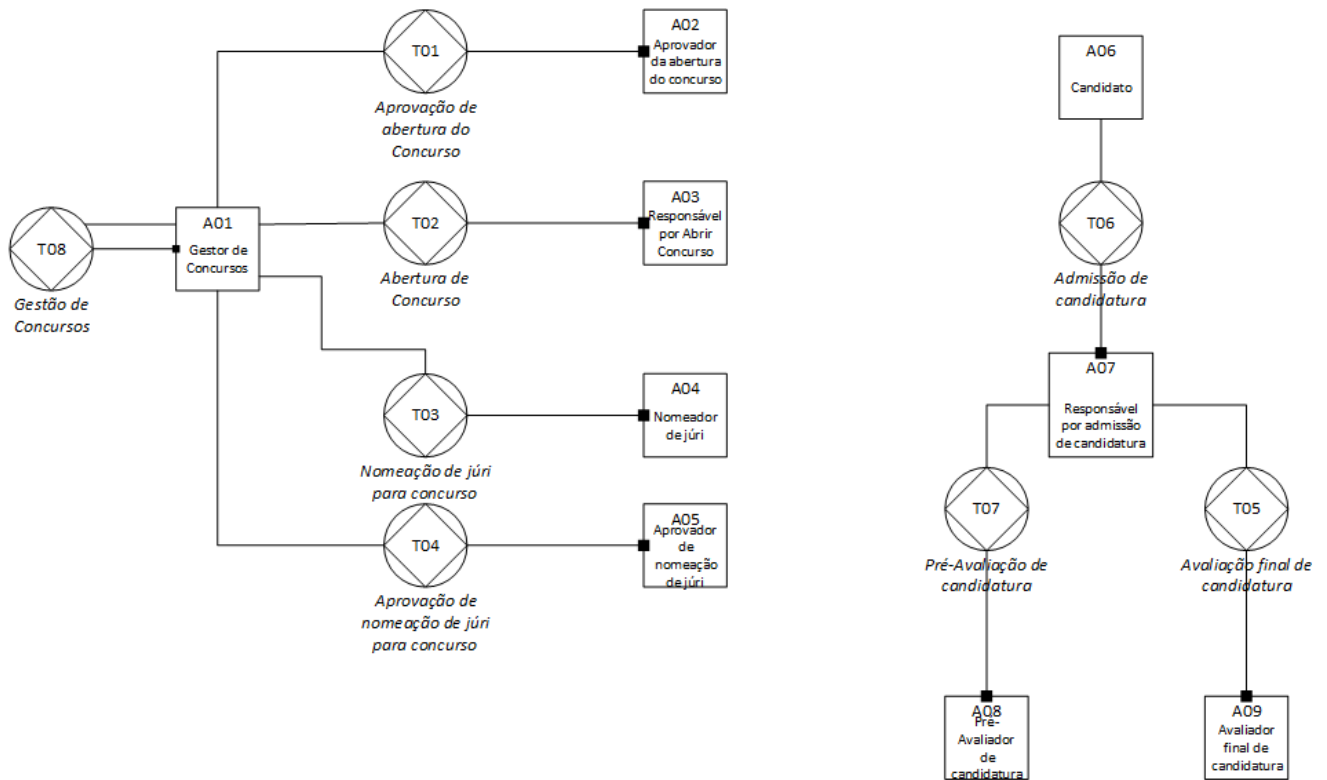 T01
Aprovação de
abertura do
Concurso
A02
Aprovador
da abertura
do concurso
T08
Gestão de
Concursos
A01
Gestor de
Concursos
T02
Abertura de
Concurso
A03
Responsável
por Abrir
Concurso
T03
Nomeação de júri
para concurso
A04
Nomeador
de júri
T04
Aprovação de
nomeação de júri
para concurso
A05
Aprovador
de
nomeação
de júri
A06
Candidato
T06
Admissão de
candidatura
A07
Responsável
por admissão
de candidatura
T07
Pré-Avaliação de
candidatura
T05
Avaliação final de
candidatura
A08
Pré-
Avaliador
de
candidatura
A09
Avaliador
final de
candidatura